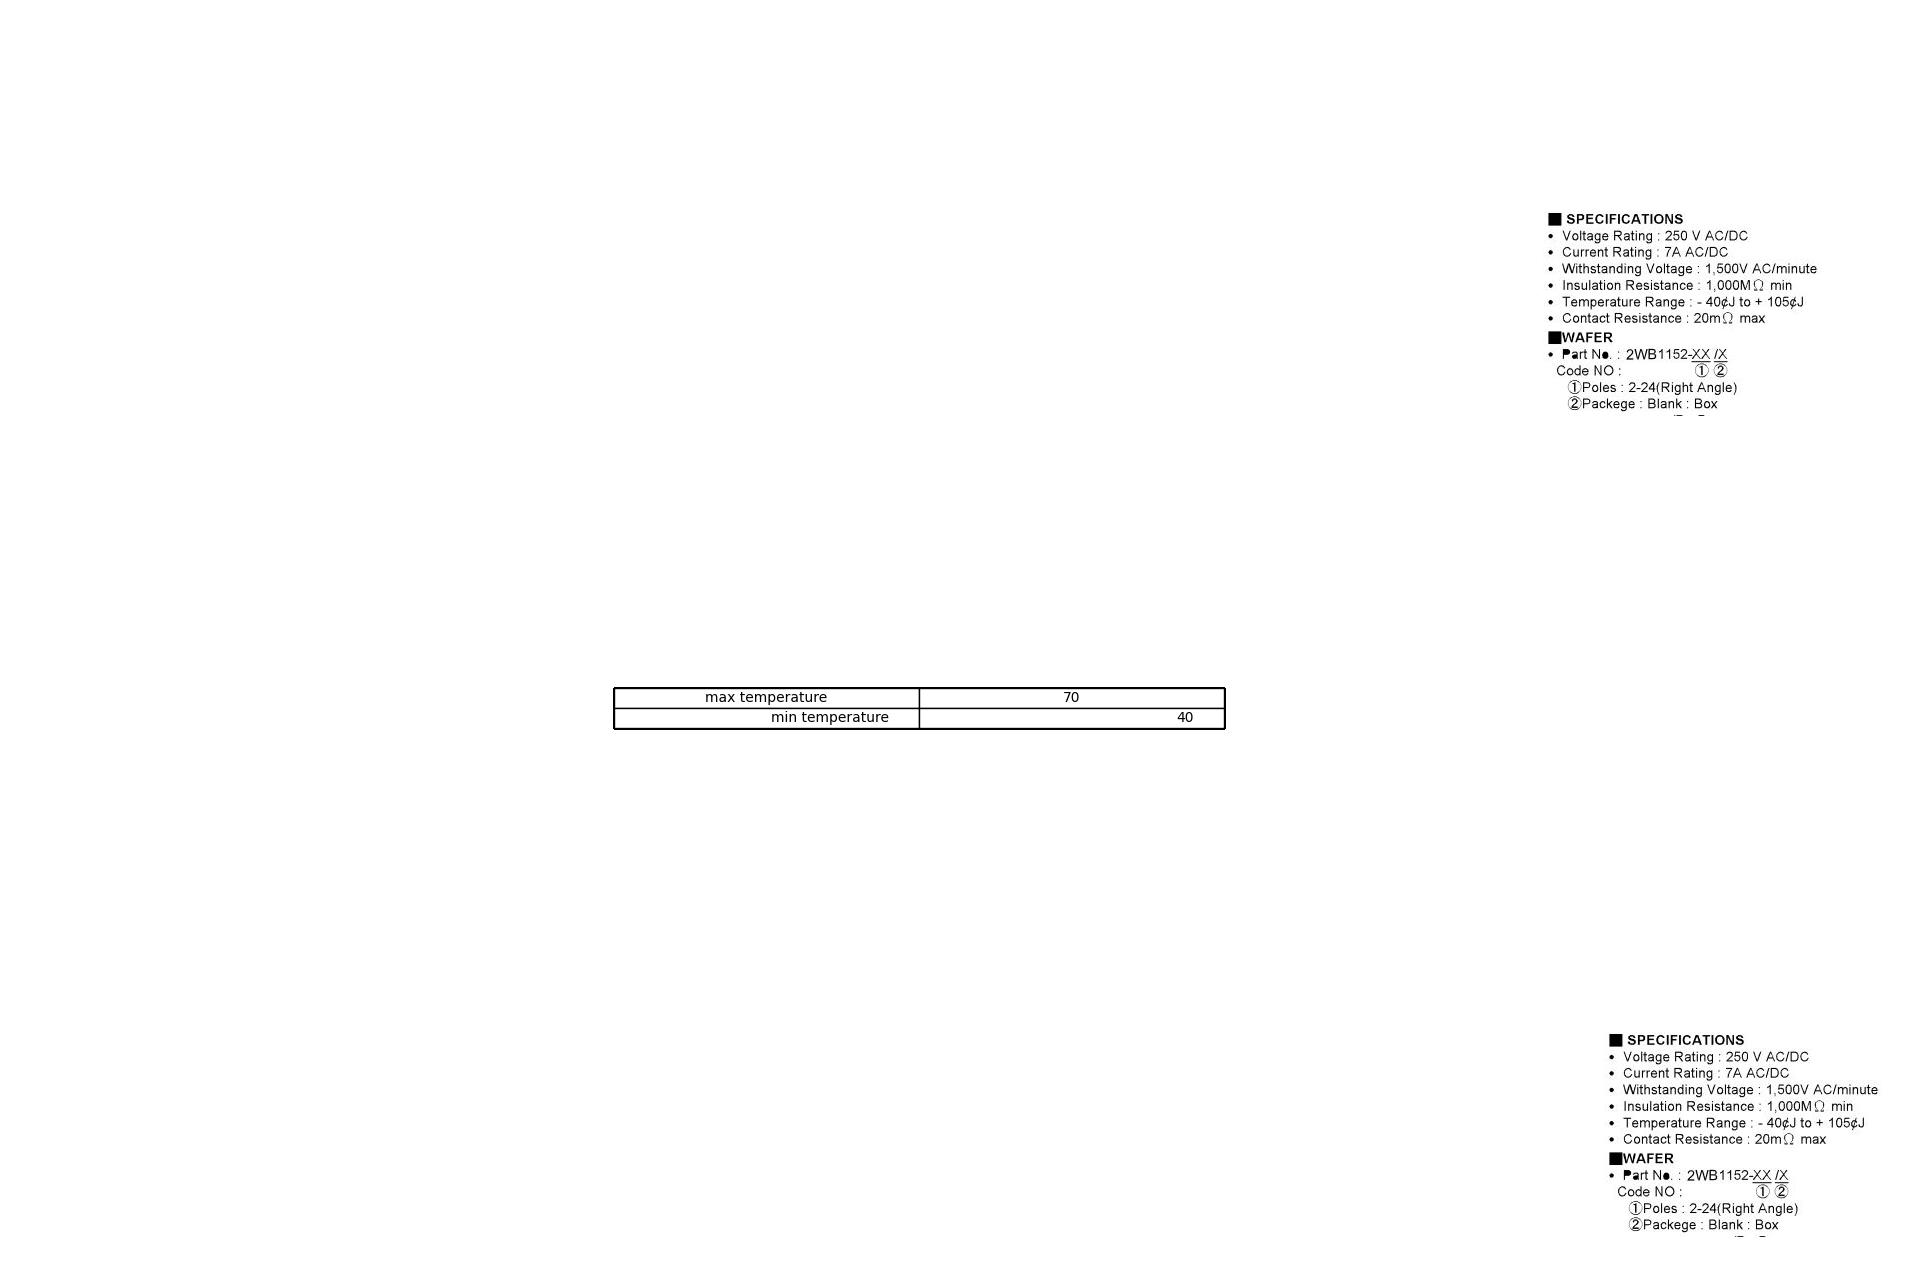 ■ SPECIFICATIONS
• Voltage Rating : 250 V AC/DC
• Current Rating : 7A AC/DC
• Withstanding Voltage : 1,500V AC/minute
• Insulation Resistance : 1,000MΩ min
• Temperature Range : - 40¢J to + 105¢J
• Contact Resistance : 20mΩ max
■WAFER
• Part No. : 2WB1152-XX /X
Code NO : ① ②
①Poles : 2-24(Right Angle)
②Packege : Blank : Box
max temperature 70
min temperature 40
■ SPECIFICATIONS
• Voltage Rating : 250 V AC/DC
• Current Rating : 7A AC/DC
• Withstanding Voltage : 1,500V AC/minute
• Insulation Resistance : 1,000MΩ min
• Temperature Range : - 40¢J to + 105¢J
• Contact Resistance : 20mΩ max
■WAFER
• Part No. : 2WB1152-XX /X
Code NO : ① ②
①Poles : 2-24(Right Angle)
②Packege : Blank : Box